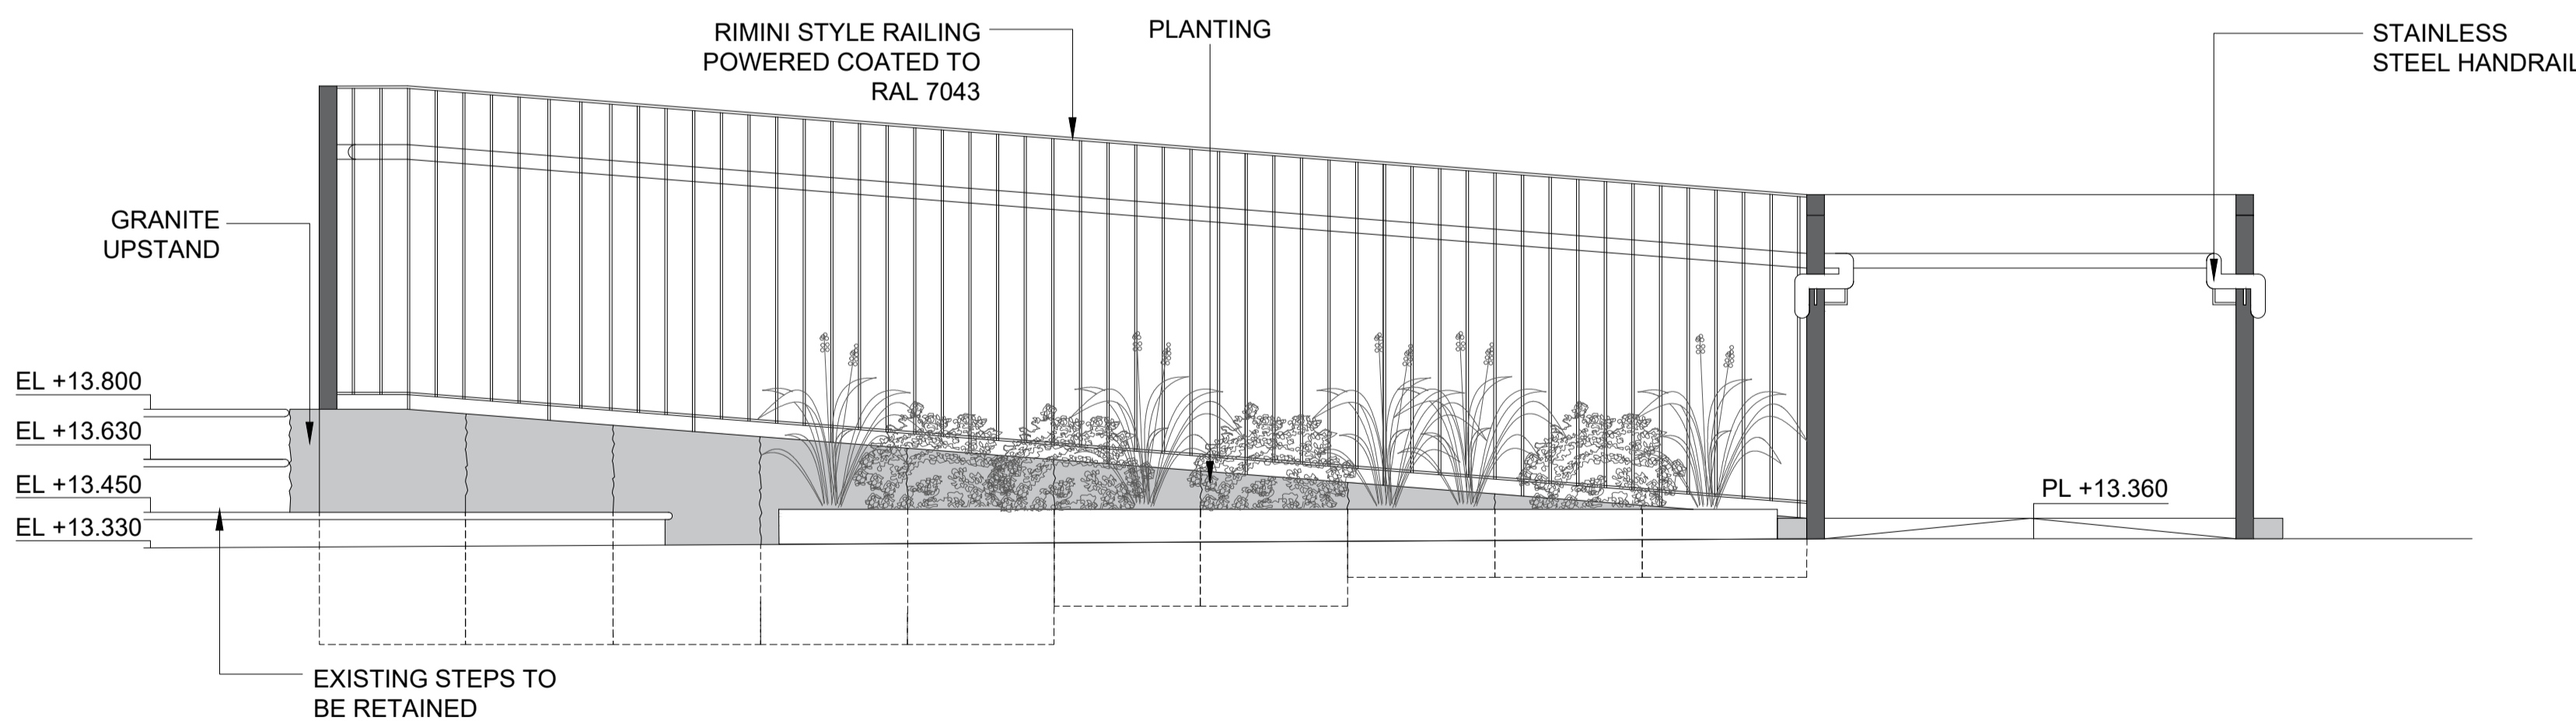 RIMINI STYLE RAILING
POWERED COATED TO
RAL 7043
PLANTING
STAINLESS
STEEL HANDRAIL
GRANITE
UPSTAND
EL +13.800
EL +13.630
EL +13.450
EL +13.330
PL +13.360
EXISTING STEPS TO
BE RETAINED